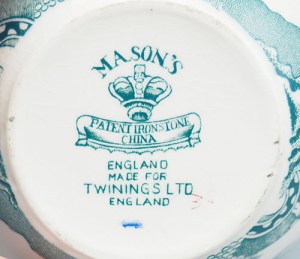 MASON'S
PATENT IRONSTONE
CHINA
ENGLAND
MADE FOR
TWININGS LTD
ENGLAND